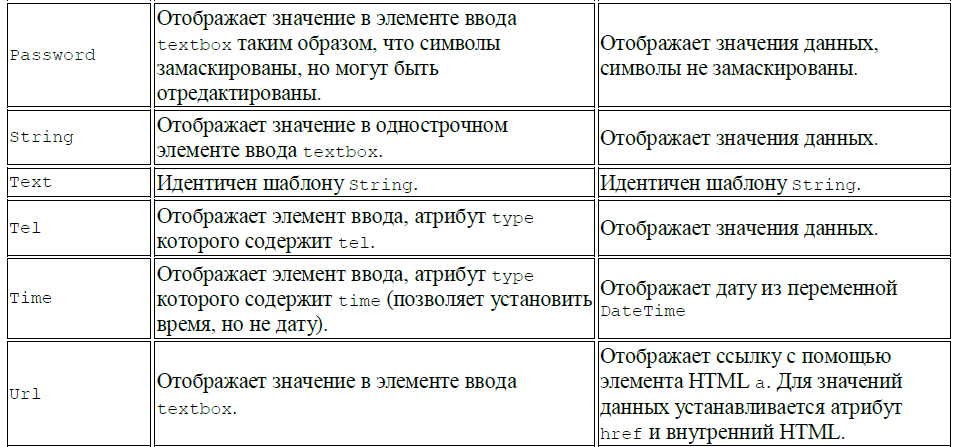 Password
Отображает значение в элементе ввода
textbox таким образом, что символы
замаскированы, но могут быть
отредактированы.
Отображает значения данных,
символы не замаскированы.
String
Отображает значение в однострочном
элементе ввода textbox.
Отображает значения данных.
Text
Идентичен шаблону String.
Идентичен шаблону String.
Tel
Отображает элемент ввода, атрибут type
которого содержит tel.
Отображает значения данных.
Time
Отображает элемент ввода, атрибут type
которого содержит time (позволяет установить
время, но не дату).
Отображает дату из переменной
DateTime
Url
Отображает значение в элементе ввода
textbox.
Отображает ссылку с помощью
элемента HTML a. Для значений
данных устанавливается атрибут
href и внутренний HTML.